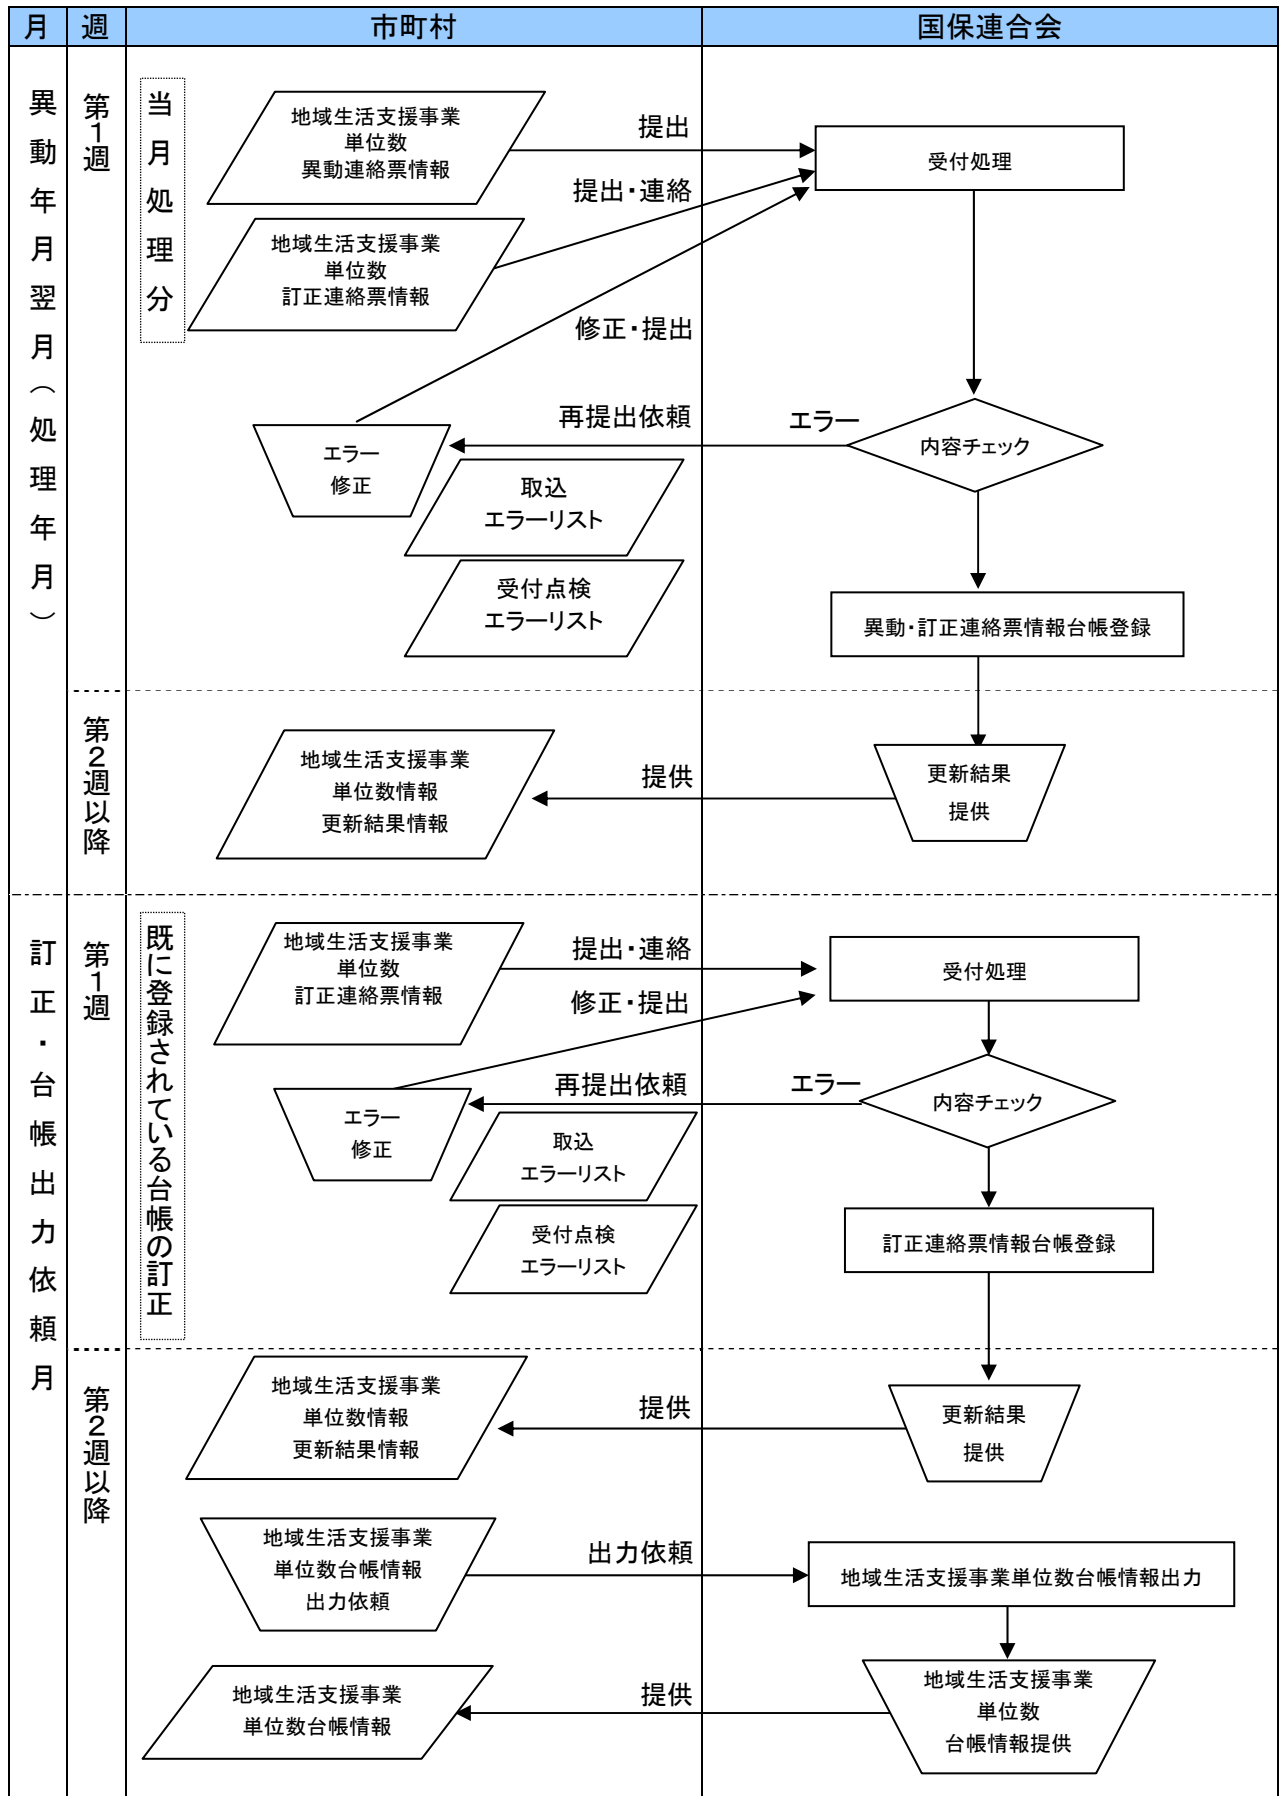 月
週
市町村
国保連合会
異動年月翌月（処理年月）
第1週
当月処理分
地域生活支援事業
単位数
異動連絡票情報
提出
受付処理
提出・連絡
地域生活支援事業
単位数
訂正連絡票情報
修正・提出
再提出依頼
エラー
内容チェック
エラー
修正
取込
エラーリスト
受付点検
エラーリスト
異動・訂正連絡票情報台帳登録
第2週以降
地域生活支援事業
単位数情報
更新結果情報
提供
更新結果
提供
訂正・台帳出力依頼月
第1週
既に登録されている台帳の訂正
地域生活支援事業
単位数
訂正連絡票情報
提出・連絡
受付処理
修正・提出
再提出依頼
エラー
内容チェック
エラー
修正
取込
エラーリスト
受付点検
エラーリスト
訂正連絡票情報台帳登録
第2週以降
地域生活支援事業
単位数情報
更新結果情報
提供
更新結果
提供
地域生活支援事業
単位数台帳情報
出力依頼
出力依頼
地域生活支援事業単位数台帳情報出力
地域生活支援事業
単位数台帳情報
提供
地域生活支援事業
単位数
台帳情報提供